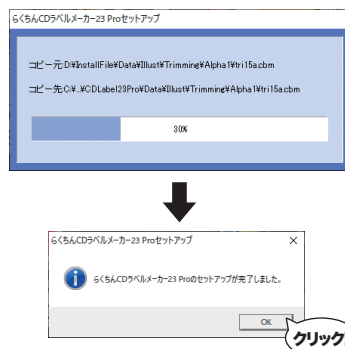 らくちんCDラベルメーカー23 Proセットアップ
コピー元:D:¥InstallFile¥Data¥Illust¥Trimming¥Alpha1¥tri15a.cbm
コピー先:C:¥..¥CDLabel23Pro¥Data¥Illust¥Trimming¥Alpha1¥tri15a.cbm
30%
らくちんCDラベルメーカー23 Proセットアップ
らくちんCDラベルメーカー23 Proのセットアップが完了しました。
OK
クリック